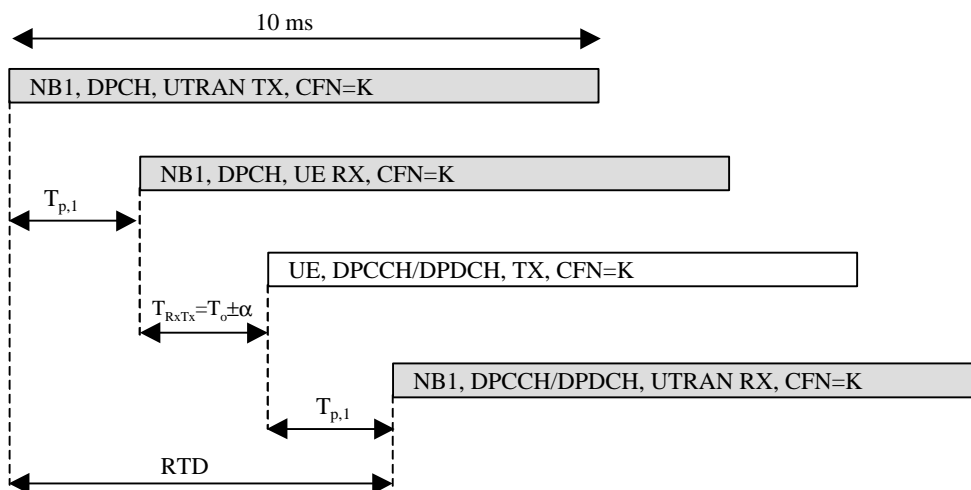 10 ms
NB1, DPCH, UTRAN TX, CFN=K
NB1, DPCH, UE RX, CFN=K
Tp,1
UE, DPCCH/DPDCH, TX, CFN=K
TRxTx=To±α
NB1, DPCCH/DPDCH, UTRAN RX, CFN=K
Tp,1
RTD